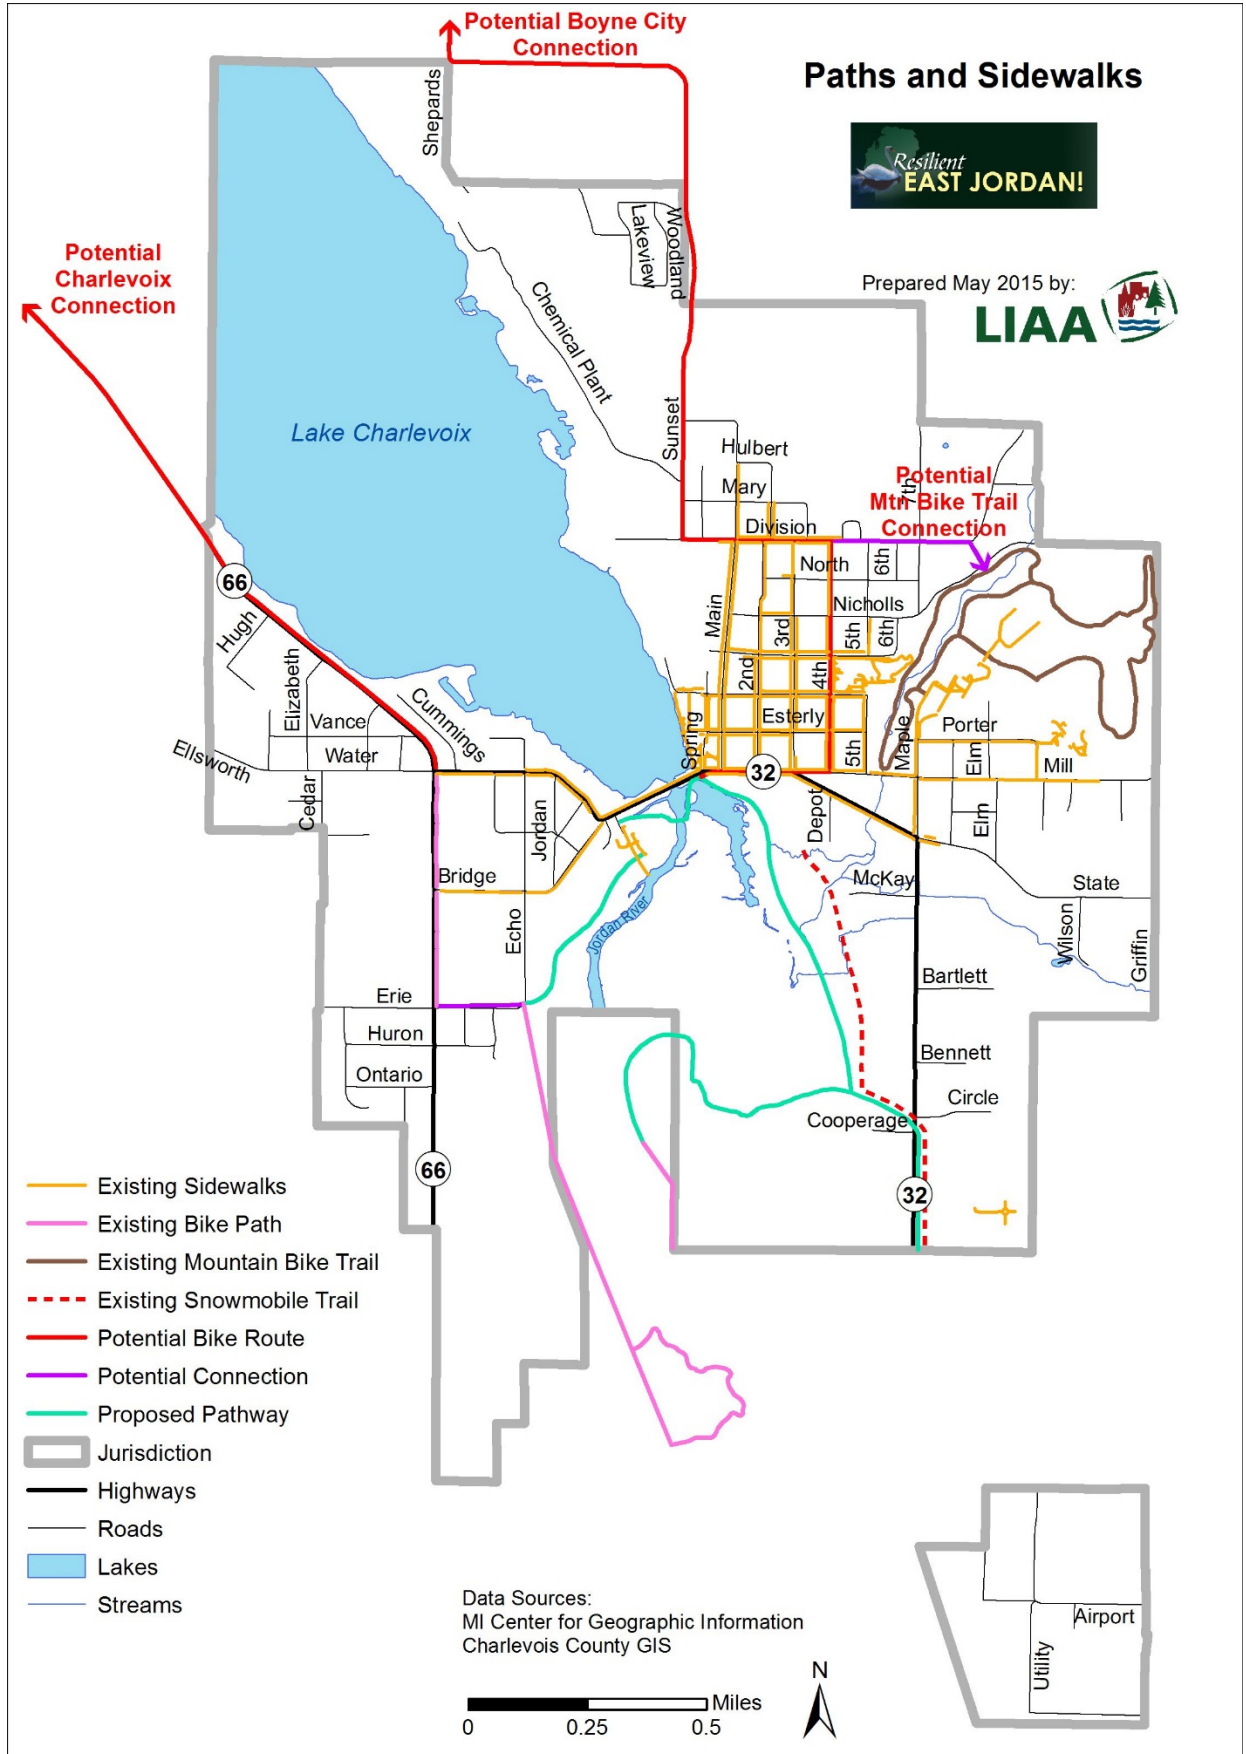 Potential Boyne City
Connection
Paths and Sidewalks
Resilient
EAST JORDAN!
Shepards
Woodland
Lakeview
Potential
Charlevoix
Connection
Prepared May 2015 by:
LIAA
Chemical Plant
Sunset
Lake Charlevoix
Hulbert
Mary
Division
7th
Potential
Mtn Bike Trail
Connection
North
6th
Nicholls
Main
3rd
5th
6th
2nd
4th
Esterly
Spring
5th
Maple
Porter
Elm
Mill
66
Hugh
Elizabeth
Vance
Water
Cummings
Ellsworth
Cedar
Jordan
32
Depot
Elm
Bridge
McKay
State
Echo
Jordan River
Wilson
Griffin
Erie
Bartlett
Huron
Bennett
Ontario
Circle
Cooperage
66
32
Existing Sidewalks
Existing Bike Path
Existing Mountain Bike Trail
Existing Snowmobile Trail
Potential Bike Route
Potential Connection
Proposed Pathway
Jurisdiction
Highways
Roads
Lakes
Streams
Data Sources:
MI Center for Geographic Information
Charlevois County GIS
N
Miles
0 0.25 0.5
Airport
Utility